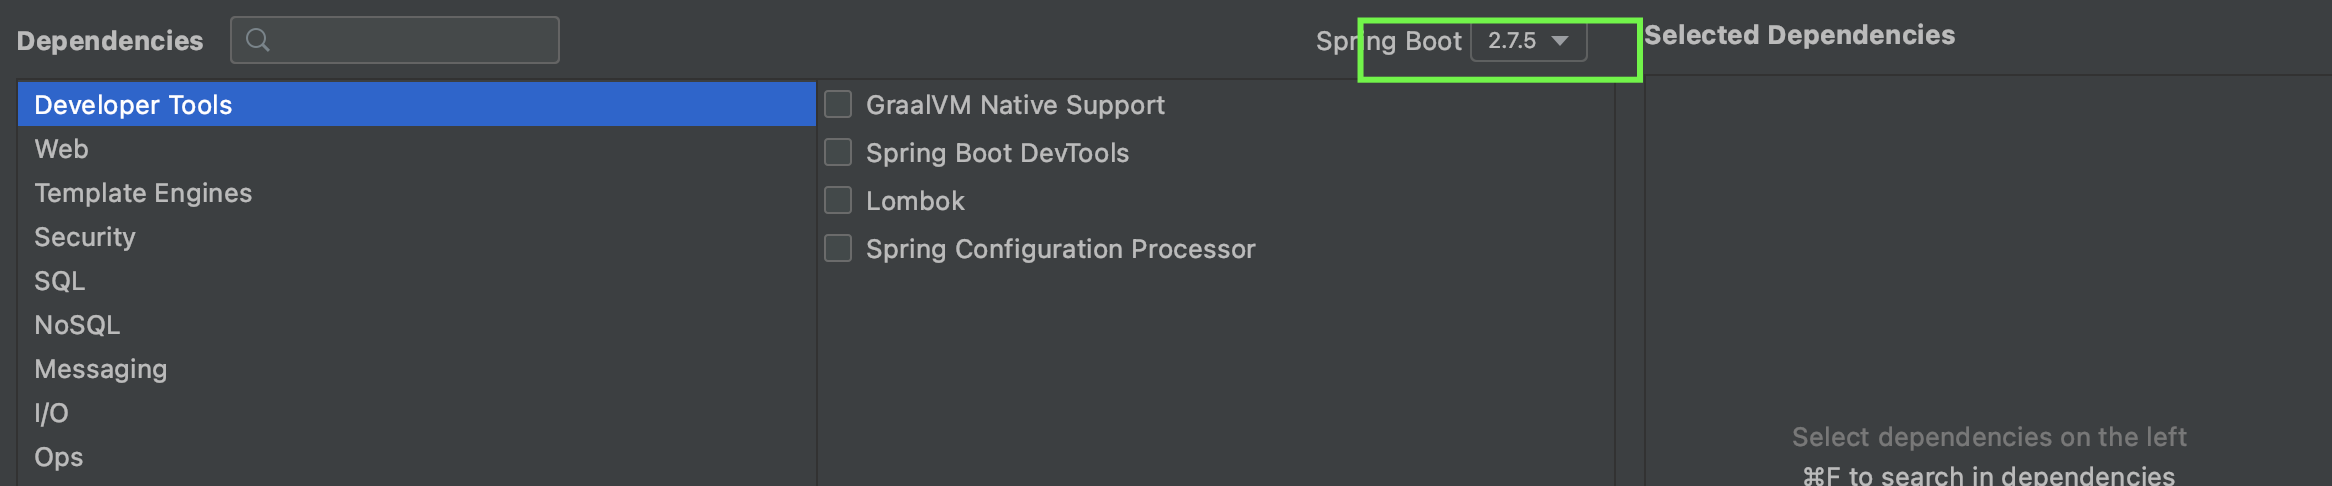 Dependencies
Spring Boot 2.7.5
Selected Dependencies
Developer Tools
Web
Template Engines
Security
SQL
NoSQL
Messaging
I/O
Ops
GraalVM Native Support
Spring Boot DevTools
Lombok
Spring Configuration Processor
Select dependencies on the left
⌘F to search in dependencies